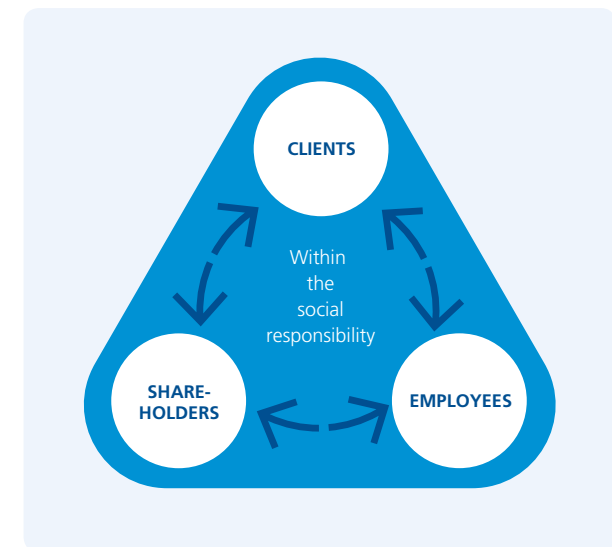 CLIENTS
Within
the
social
responsibility
SHARE-
HOLDERS
EMPLOYEES